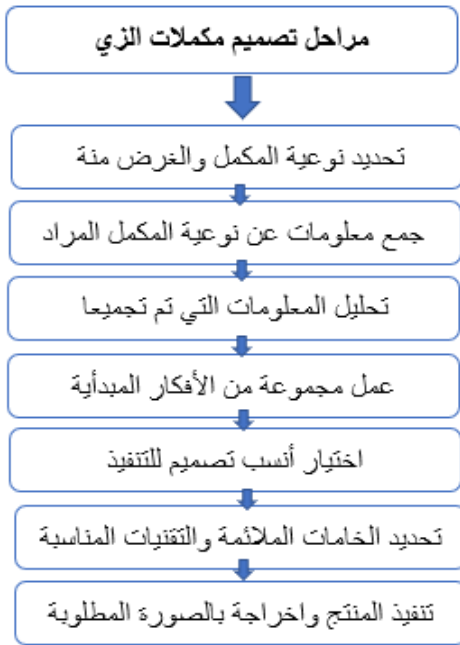 مراحل تصميم مكملات الزي
تحديد نوعية المكمل والغرض منة
جمع معلومات عن نوعية المكمل المراد
تحليل المعلومات التي تم تجميعا
عمل مجموعة من الأفكار المبدأية
اختيار أنسب تصميم للتنفيذ
تحديد الخامات الملائمة والتقنيات المناسبة
تنفيذ المنتج واخراجة بالصورة المطلوبة